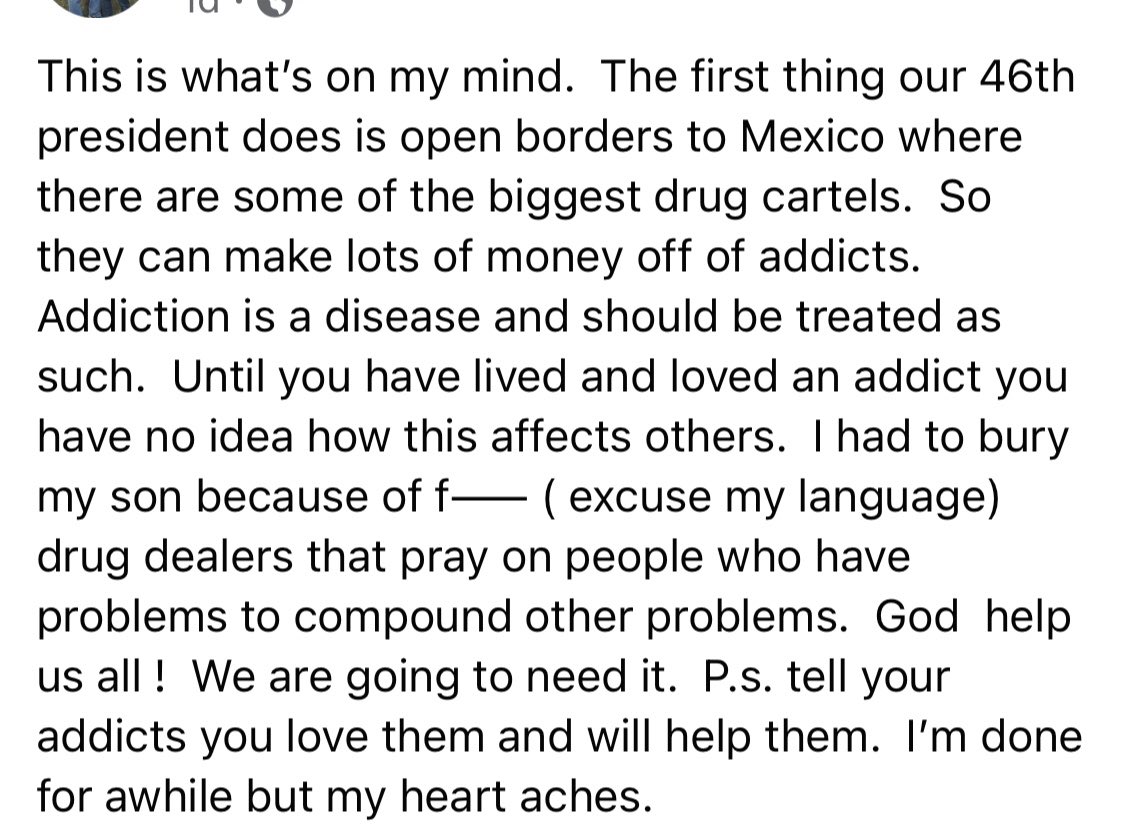 1d ·
This is what's on my mind.  The first thing our 46th
president does is open borders to Mexico where
there are some of the biggest drug cartels.  So
they can make lots of money off of addicts.
Addiction is a disease and should be treated as
such.  Until you have lived and loved an addict you
have no idea how this affects others.  I had to bury
my son because of f—— ( excuse my language)
drug dealers that pray on people who have
problems to compound other problems.  God  help
us all !  We are going to need it.  P.s. tell your
addicts you love them and will help them.  I'm done
for awhile but my heart aches.